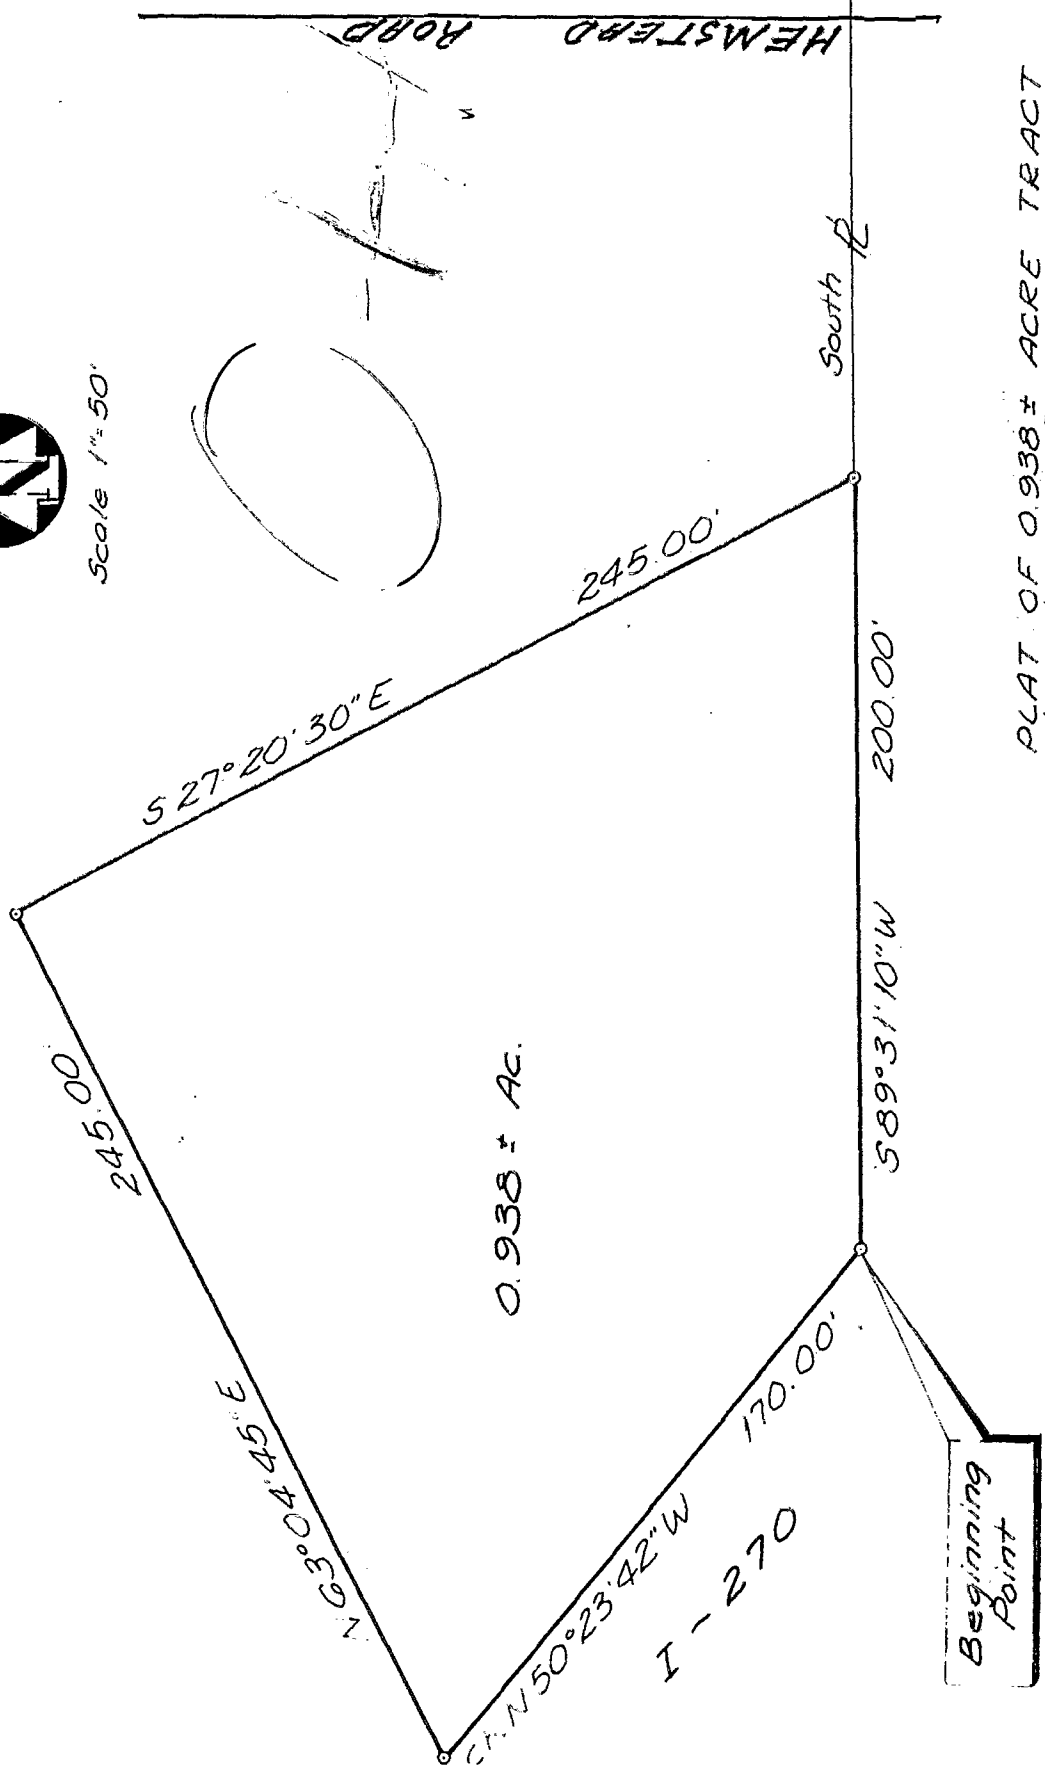 N
Scale 1"=50'
HEMSTEAD ROAD
245.00
N 63°04'45"E
S 27°20'30"E
245.00'
0.938± Ac.
South ⅊
Ch. N 50°23'42"W
170.00'
I-270
S89°31'10"W
200.00'
Beginning
Point
PLAT OF 0.938± ACRE TRACT